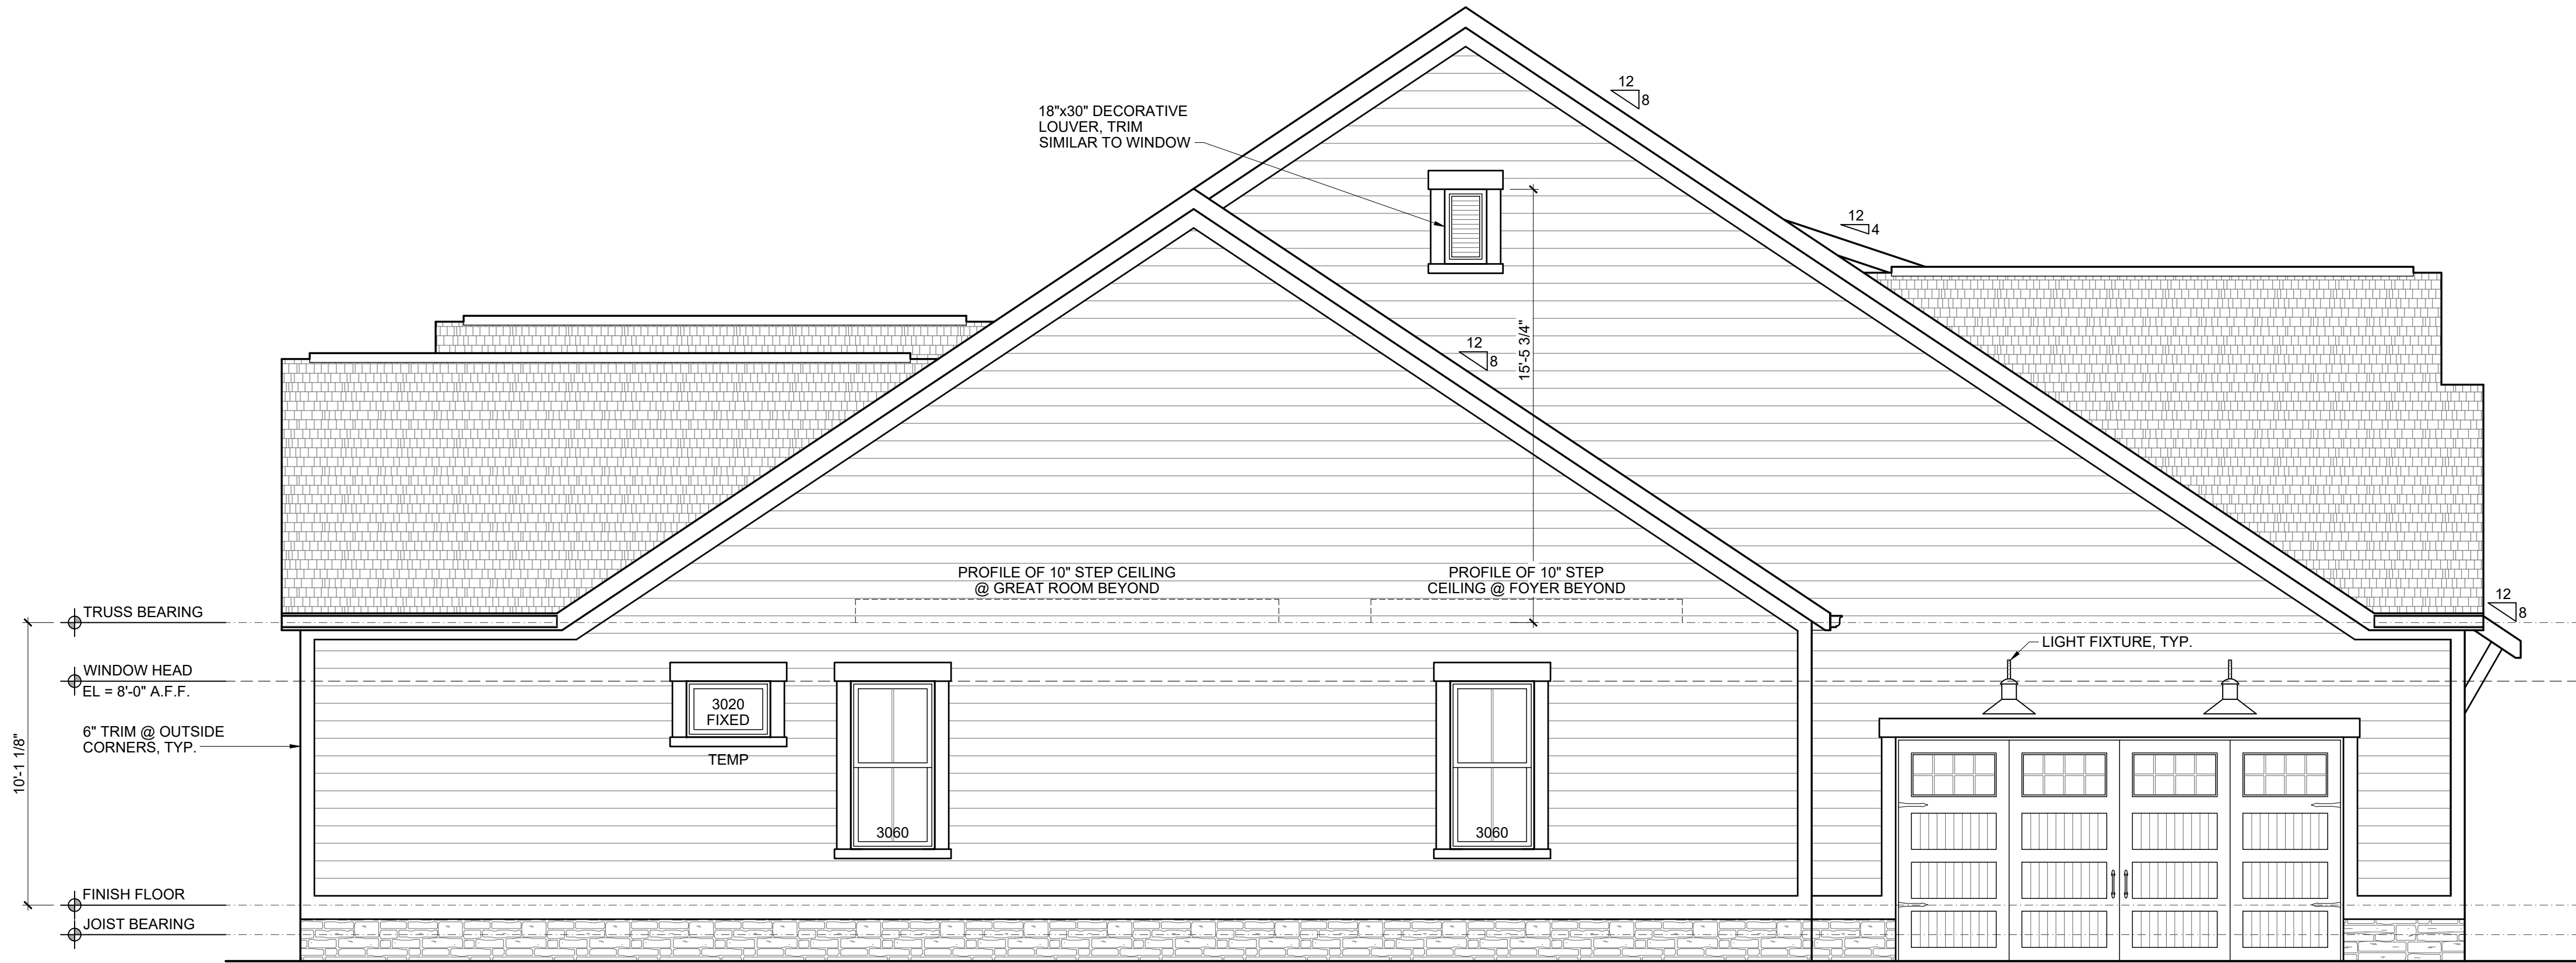 12
8
18"x30" DECORATIVE
LOUVER, TRIM
SIMILAR TO WINDOW
12
4
15'-5 3/4"
12
8
PROFILE OF 10" STEP CEILING
@ GREAT ROOM BEYOND
PROFILE OF 10" STEP
CEILING @ FOYER BEYOND
12
8
TRUSS BEARING
LIGHT FIXTURE, TYP.
WINDOW HEAD
EL = 8'-0" A.F.F.
3020
FIXED
TEMP
6" TRIM @ OUTSIDE
CORNERS, TYP.
10'-1 1/8"
3060
3060
FINISH FLOOR
JOIST BEARING